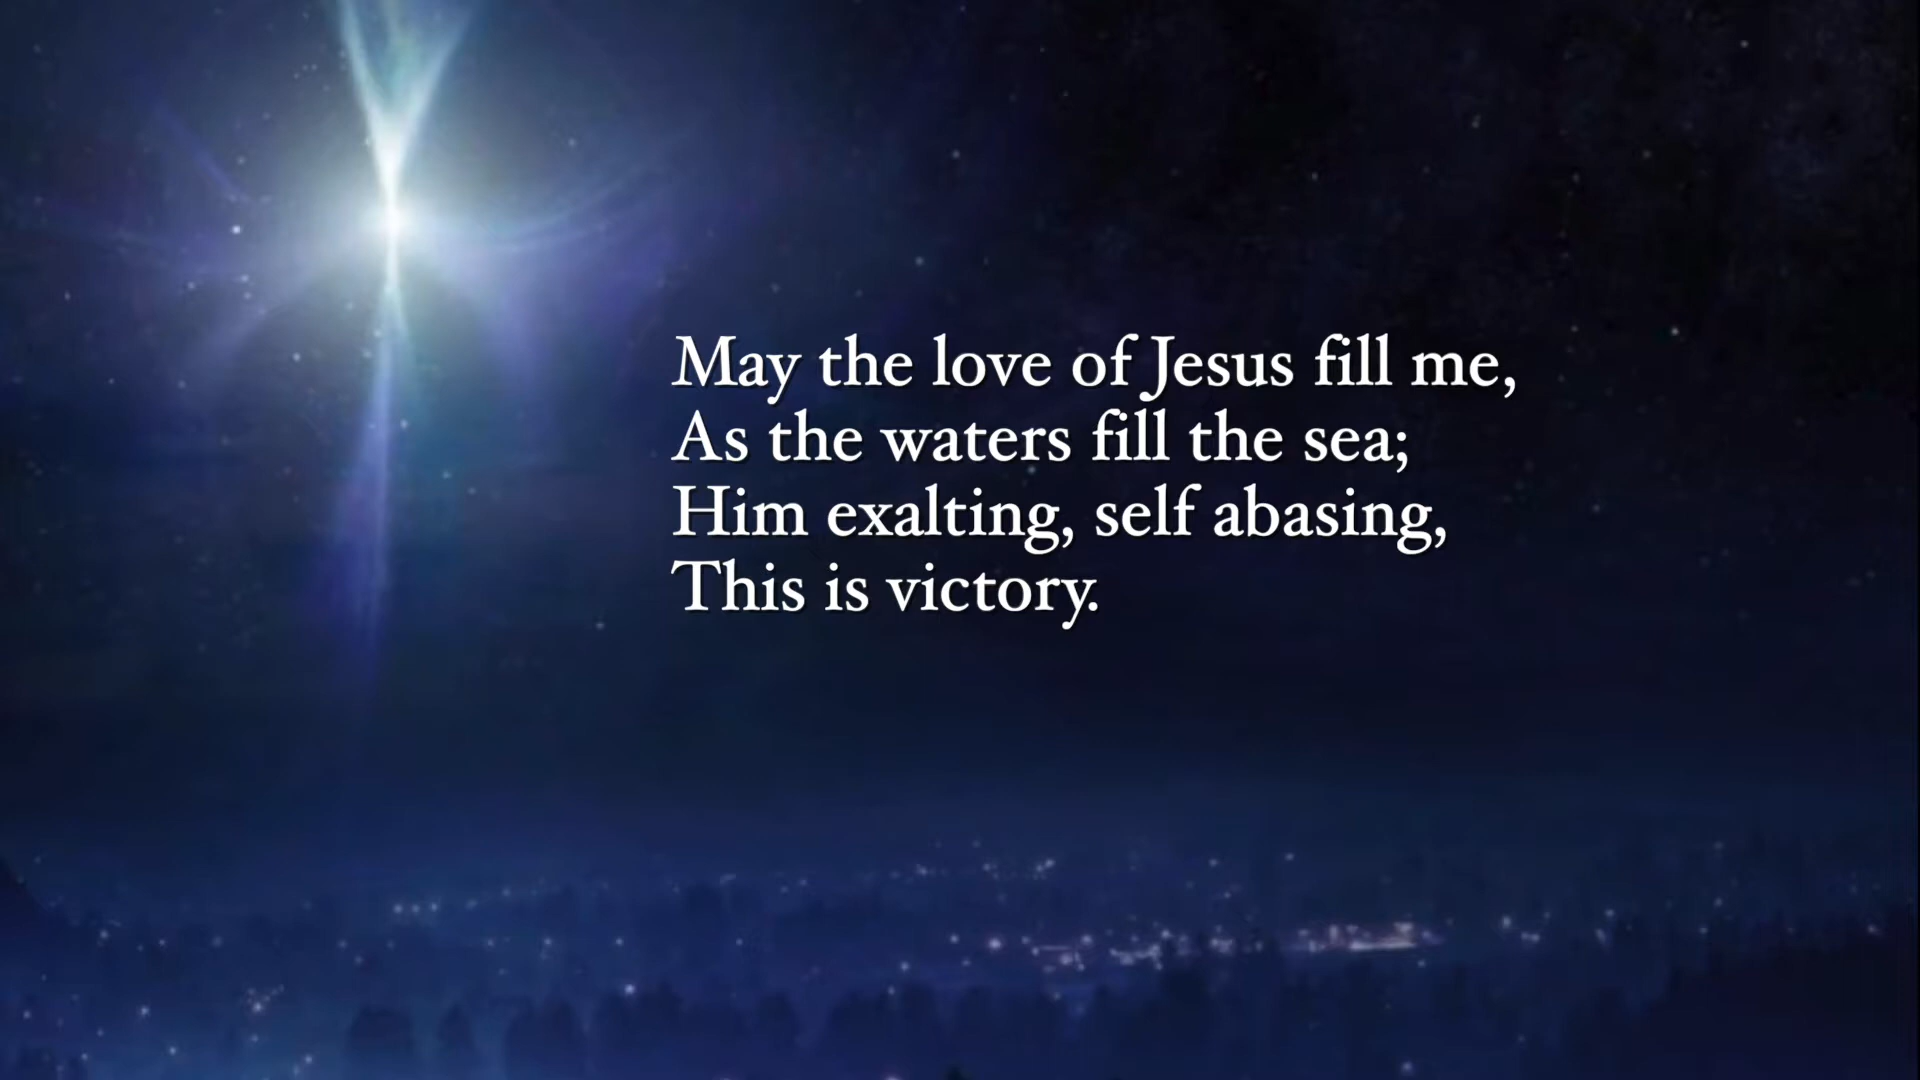 May the love of Jesus fill me,
As the waters fill the sea;
Him exalting, self abasing,
This is victory.